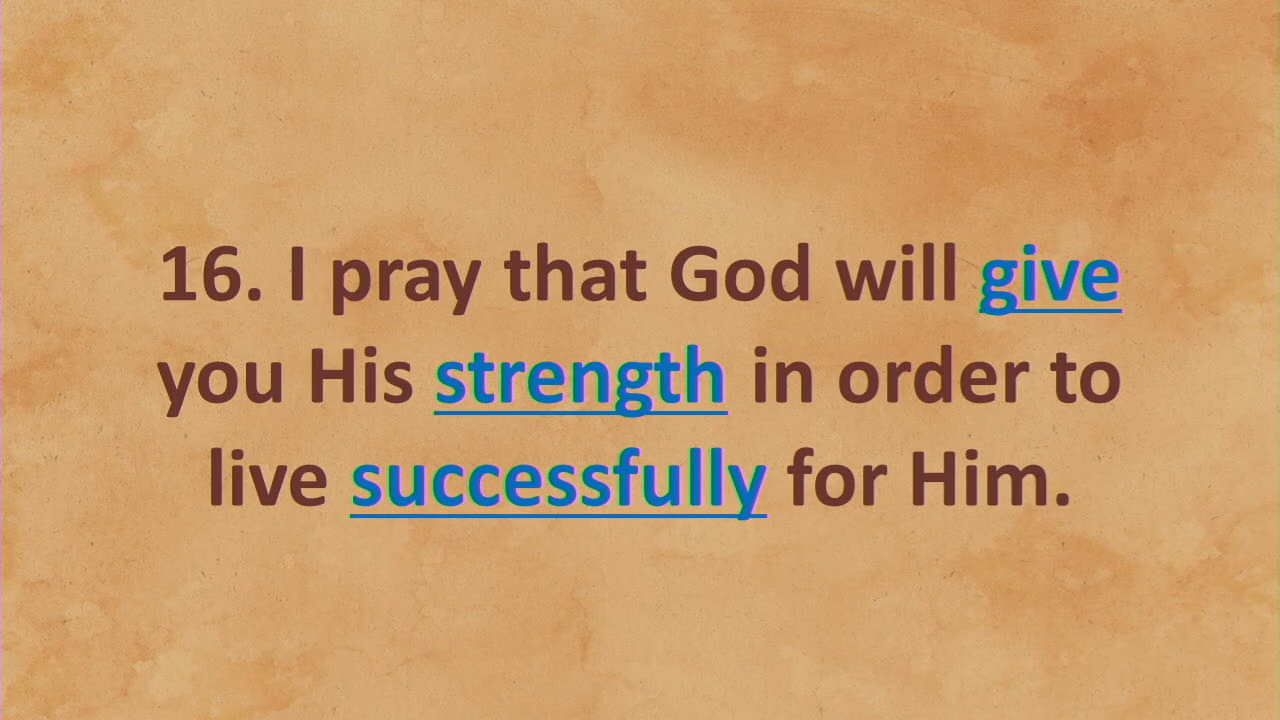 16. I pray that God will give
you His strength in order to
live successfully for Him.